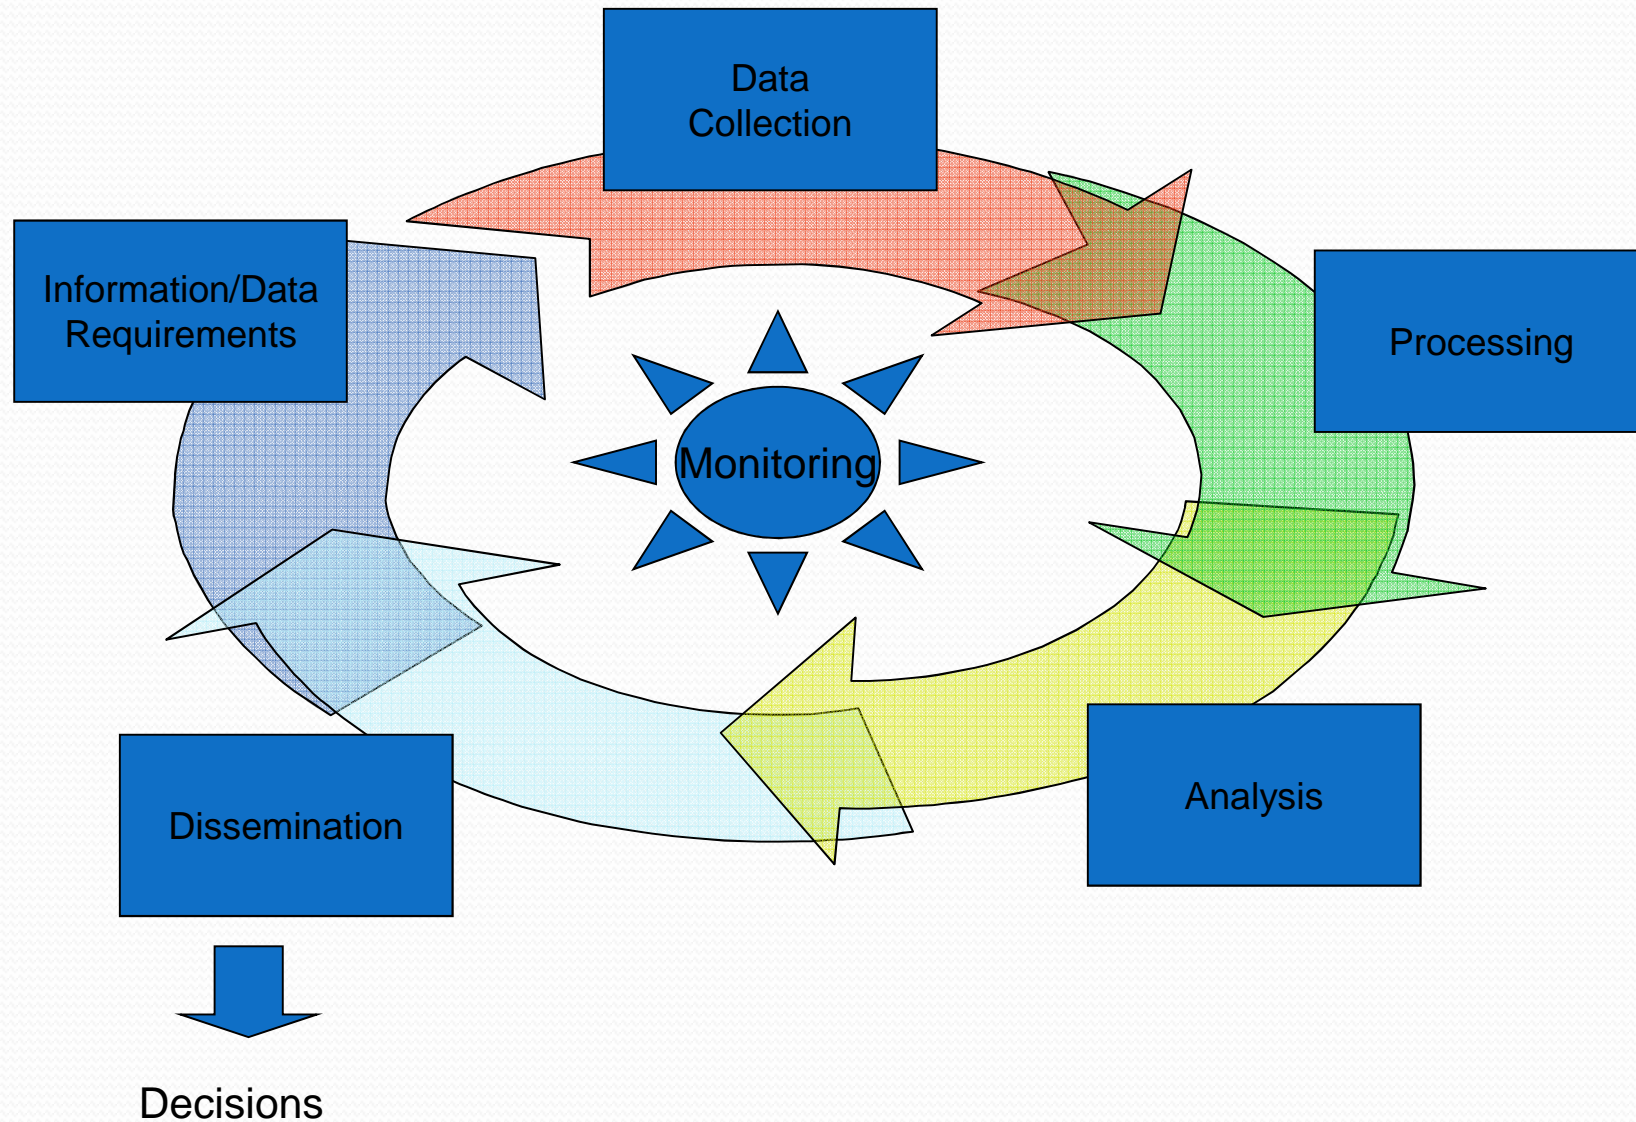 Data
Collection
Information/Data
Requirements
Processing
Monitoring
Analysis
Dissemination
Decisions